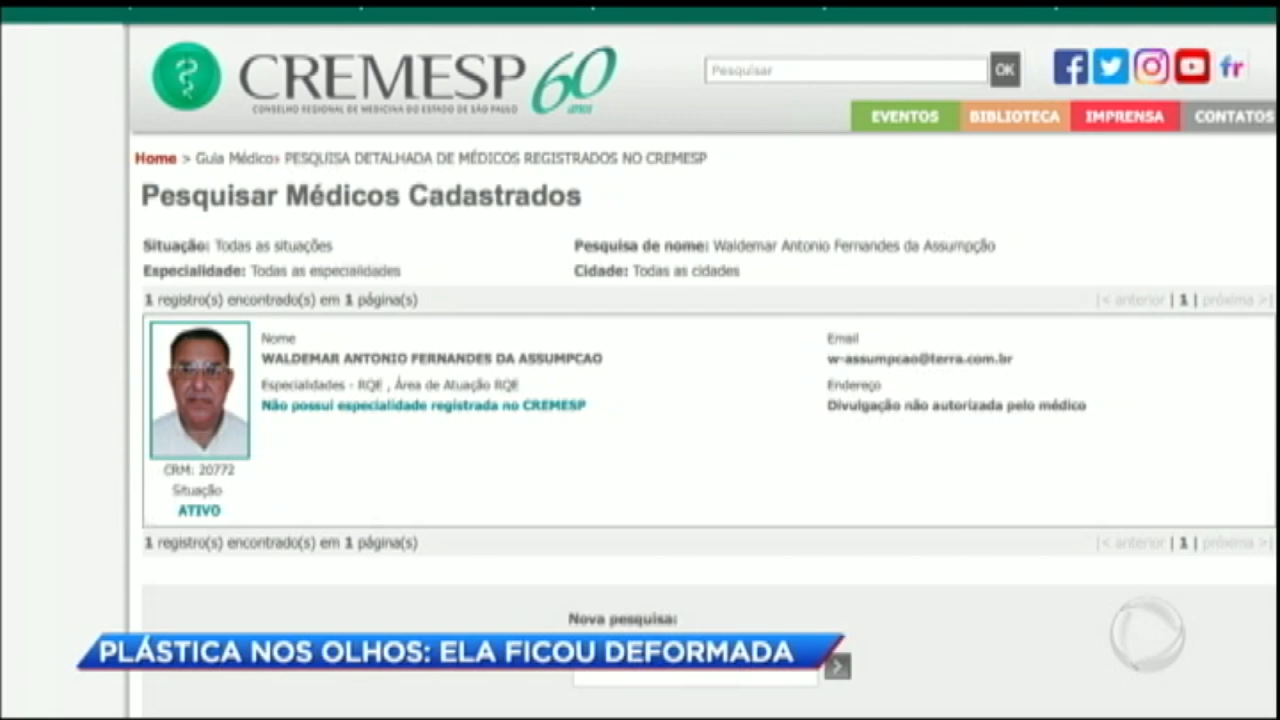 CREMESP 60 anos
CONSELHO REGIONAL DE MEDICINA DO ESTADO DE SÃO PAULO
Pesquisar OK
fr
EVENTOS BIBLIOTECA IMPRENSA CONTATOS
Home > Guia Médico› PESQUISA DETALHADA DE MÉDICOS REGISTRADOS NO CREMESP
Pesquisar Médicos Cadastrados
Situação: Todas as situações Pesquisa de nome: Waldemar Antonio Fernandes da Assumpção
Especialidade: Todas as especialidades Cidade: Todas as cidades
1 registro(s) encontrado(s) em 1 página(s) |< anterior | 1 | próxima >|
Nome Email
WALDEMAR ANTONIO FERNANDES DA ASSUMPCAO w-assumpcao@terra.com.br
Especialidades - RQE , Área de Atuação RQE Endereço
Não possui especialidade registrada no CREMESP Divulgação não autorizada pelo médico
CRM: 20772
Situação
ATIVO
1 registro(s) encontrado(s) em 1 página(s) |< anterior | 1 | próxima >|
Nova pesquisa:
PLÁSTICA NOS OLHOS: ELA FICOU DEFORMADA